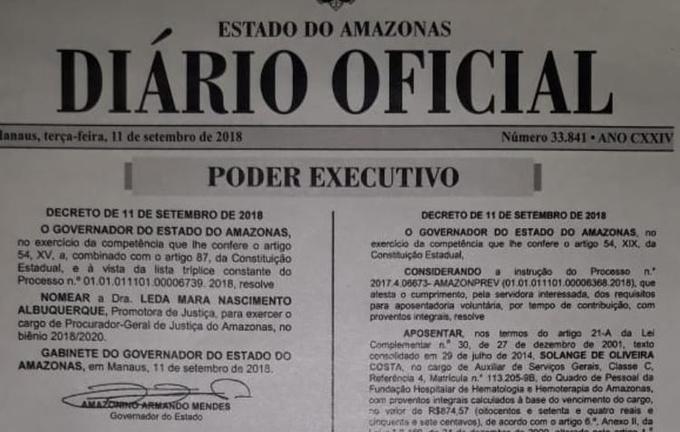 ESTADO DO AMAZONAS
DIÁRIO OFICIAL
Manaus, terça-feira, 11 de setembro de 2018
Número 33.841 • ANO CXXIV
PODER EXECUTIVO
DECRETO DE 11 DE SETEMBRO DE 2018
O GOVERNADOR DO ESTADO DO AMAZONAS,
no exercício da competência que lhe confere o artigo
54, XV, a, combinado com o artigo 87, da Constituição
Estadual, e à vista da lista tríplice constante do
Processo n.º 01.01.011101.00006739. 2018, resolve
NOMEAR a Dra. LEDA MARA NASCIMENTO
ALBUQUERQUE, Promotora de Justiça, para exercer o
cargo de Procurador-Geral de Justiça do Amazonas, no
biênio 2018/2020.
GABINETE DO GOVERNADOR DO ESTADO DO
AMAZONAS, em Manaus, 11 de setembro de 2018.
AMAZONINO ARMANDO MENDES
Governador do Estado
DECRETO DE 11 DE SETEMBRO DE 2018
O GOVERNADOR DO ESTADO DO AMAZONAS, no
exercício da competência que lhe confere o artigo 54, XIX, da
Constituição Estadual,
CONSIDERANDO a instrução do Processo n.º
2017.4.06673- AMAZONPREV (01.01.011101.00006368.2018), que
atesta o cumprimento, pela servidora interessada, dos requisitos
para aposentadoria voluntária, por tempo de contribuição, com
proventos integrais, resolve
APOSENTAR, nos termos do artigo 21-A da Lei
Complementar n.º 30, de 27 de dezembro de 2001, texto
consolidado em 29 de julho de 2014, SOLANGE DE OLIVEIRA
COSTA, no cargo de Auxiliar de Serviços Gerais, Classe C,
Referência 4, Matrícula n.º 113.205-9B, do Quadro de Pessoal da
Fundação Hospitalar de Hematologia e Hemoterapia do Amazonas,
com proventos integrais calculados à base do vencimento do cargo,
no valor de R$874,57 (oitocentos e setenta e quatro reais e
cinquenta e sete centavos), de acordo com o artigo 6.º, Anexo II, da